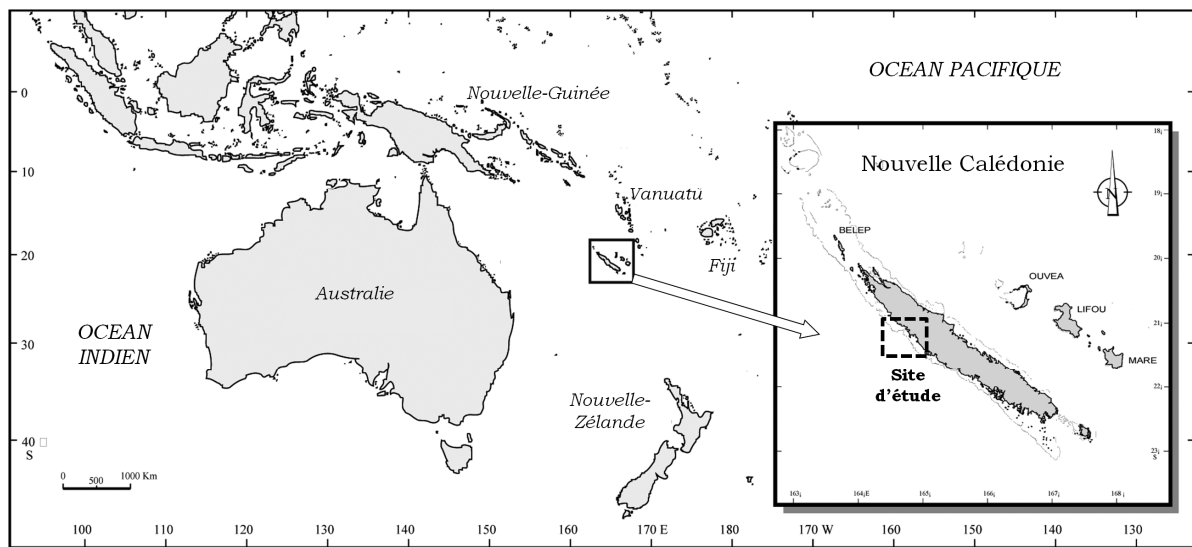 OCEAN PACIFIQUE
Nouvelle-Guinée
Vanuatü
Fiji
Australie
OCEAN
INDIEN
Nouvelle-
Zélande
0
10
20
30
40
S
0 500 1000 Km
100 110 120 130 140 150 160 170 E 180 170 W 160 150 140 130
Nouvelle Calédonie
N
BELEP
OUVEA
LIFOU
MARE
Site
d'étude
18¡
19¡
20¡
21¡
22¡
23¡
S
163¡ 164¡E 165¡ 166¡ 167¡ 168¡